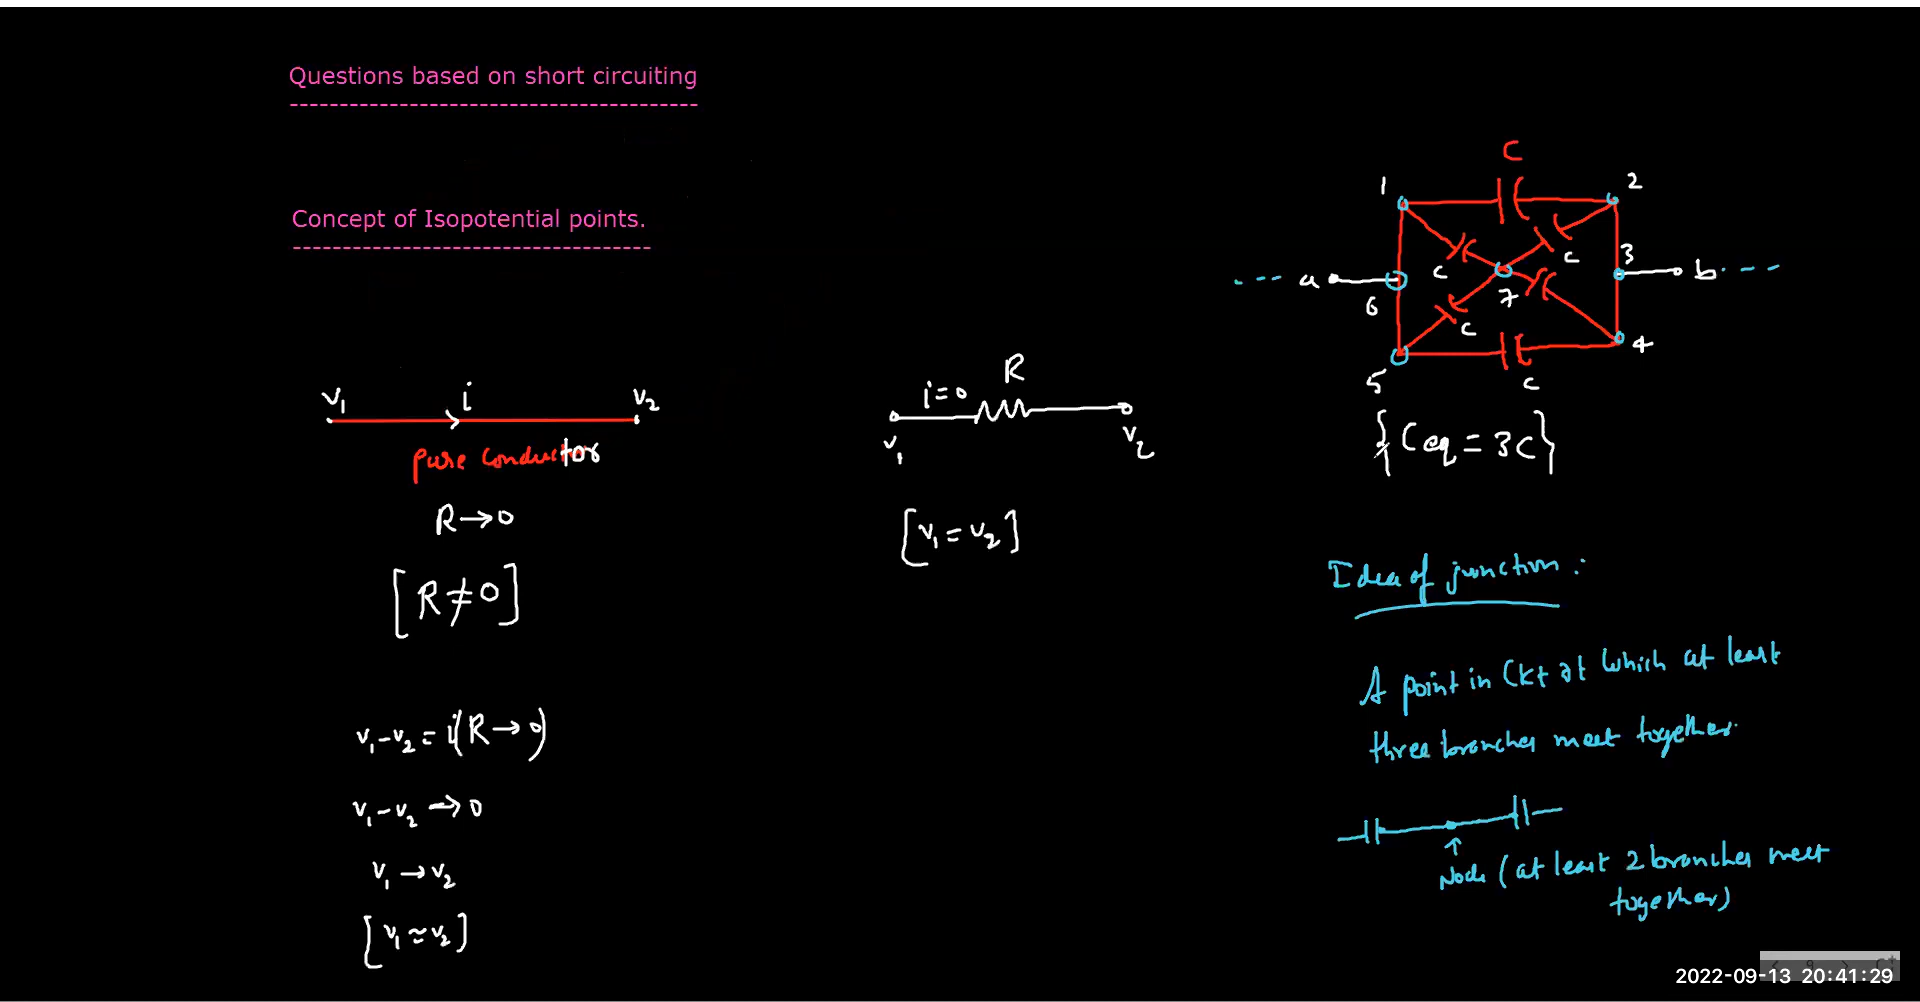 Questions based on short circuiting
Concept of Isopotential points.
V₁ i V₂
pure conductor
R→0
[R≠0]
V₁-V₂ = i(R→0)
V₁-V₂ →0
V₁→V₂
[V₁≈V₂]
R
i=0
V₁ V₂
[V₁ = V₂]
C
1 2
C C
3
a b
6 7
C
4
5 C
{Ceq = 3C}
Idea of junction :
A point in Ckt at which at least
three branches meet together.
Node (at least 2 branches meet
together)
2022-09-13 20:41:29